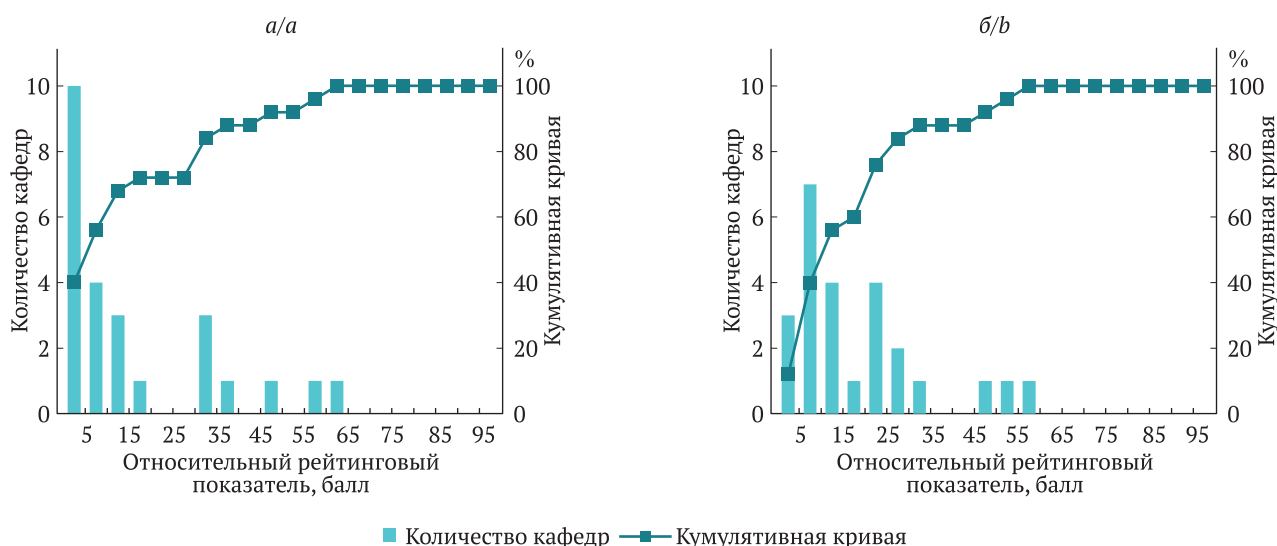 а/a
%
10
8
6
4
2
0
100
80
60
40
20
0
Количество кафедр
Кумулятивная кривая
5 15 25 35 45 55 65 75 85 95
Относительный рейтинговый
показатель, балл
б/b
%
10
8
6
4
2
0
100
80
60
40
20
0
Количество кафедр
Кумулятивная кривая
5 15 25 35 45 55 65 75 85 95
Относительный рейтинговый
показатель, балл
Количество кафедр Кумулятивная кривая